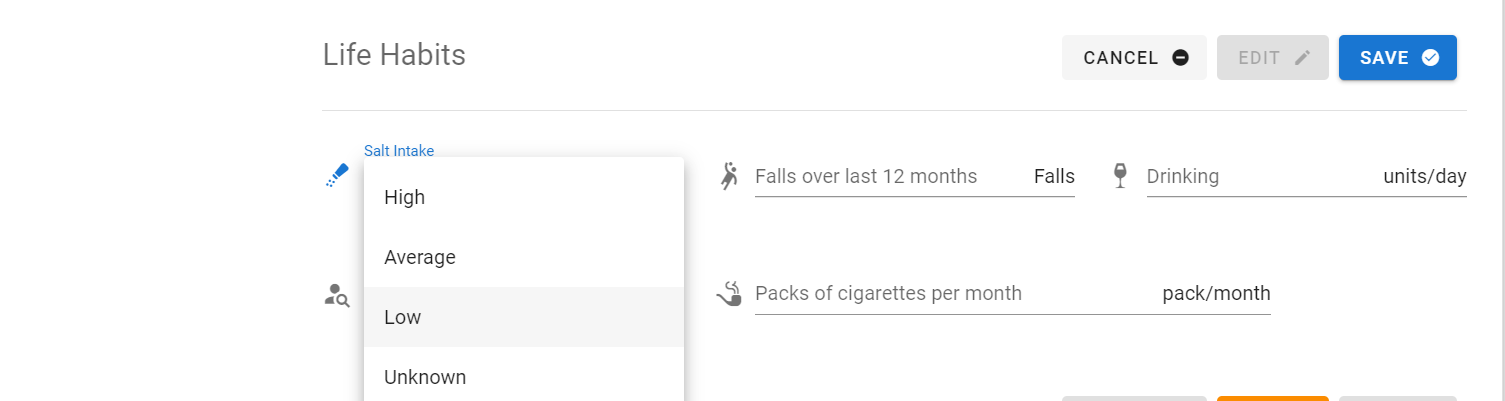 Life Habits
CANCEL
EDIT
SAVE
Salt Intake
High
Average
Low
Unknown
Falls over last 12 months Falls
Drinking units/day
Packs of cigarettes per month pack/month